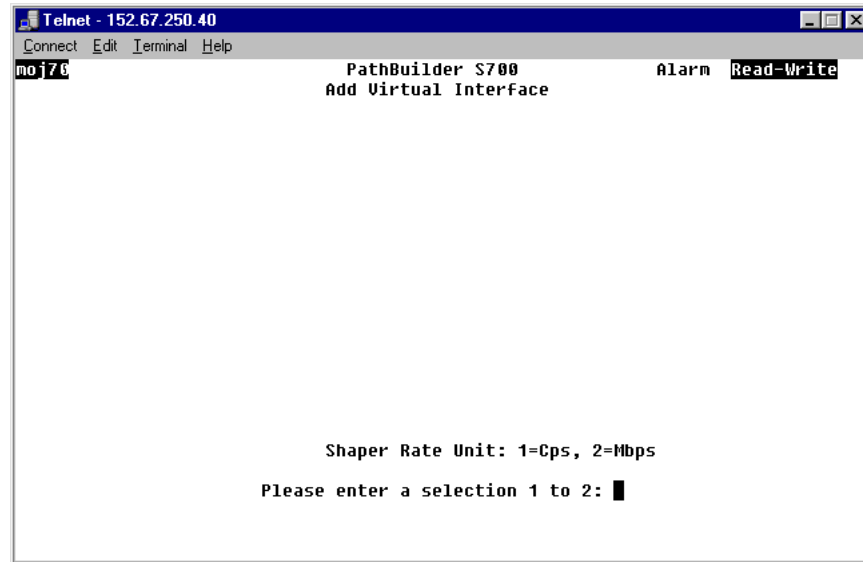 Telnet - 152.67.250.40
Connect Edit Terminal Help
moj70 PathBuilder S700 Alarm Read-Write
Add Virtual Interface
Shaper Rate Unit: 1=Cps, 2=Mbps
Please enter a selection 1 to 2: